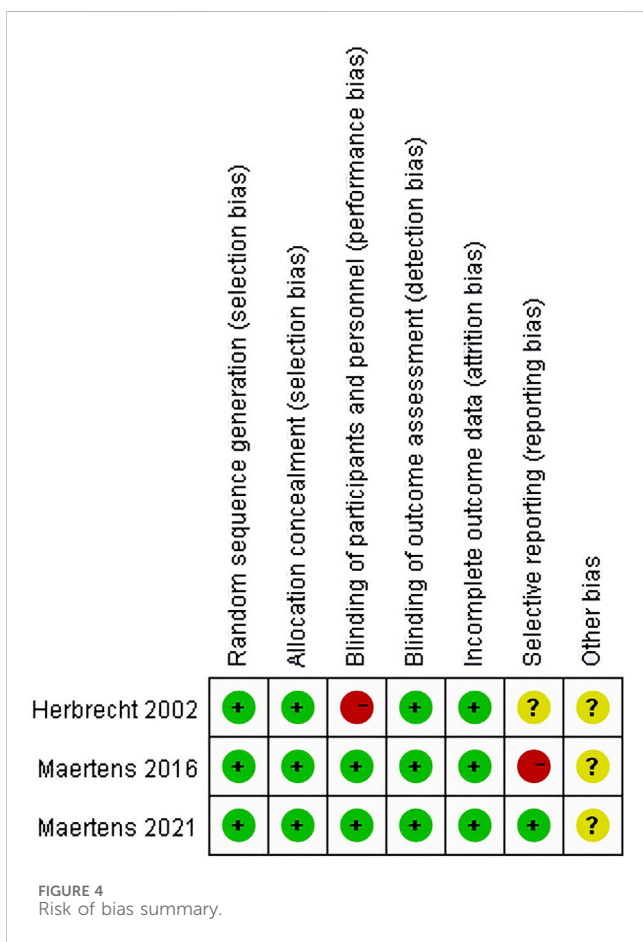 Random sequence generation (selection bias)
Allocation concealment (selection bias)
Blinding of participants and personnel (performance bias)
Blinding of outcome assessment (detection bias)
Incomplete outcome data (attrition bias)
Selective reporting (reporting bias)
Other bias
Herbrecht 2002 + + - + + ? ?
Maertens 2016 + + + + + - ?
Maertens 2021 + + + + + + ?
FIGURE 4
Risk of bias summary.